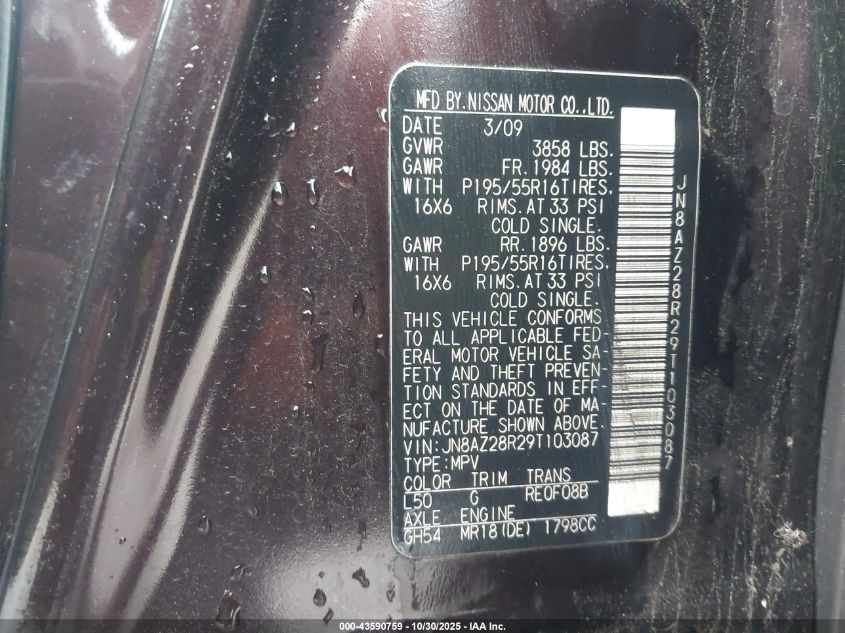 MFD BY.NISSAN MOTOR CO.,LTD.
DATE 3/09
GVWR 3858 LBS.
GAWR FR. 1984 LBS.
WITH P195/55R16TIRES.
16X6 RIMS.AT 33 PSI
COLD SINGLE.
GAWR RR. 1896 LBS.
WITH P195/55R16TIRES.
16X6 RIMS.AT 33 PSI
COLD SINGLE.
THIS VEHICLE CONFORMS
TO ALL APPLICABLE FED-
ERAL MOTOR VEHICLE SA-
FETY AND THEFT PREVEN-
TION STANDARDS IN EFF-
ECT ON THE DATE OF MA-
NUFACTURE SHOWN ABOVE.
VIN:JN8AZ28R29T103087
TYPE:MPV
COLOR TRIM TRANS
L50 G RE0F08B
AXLE ENGINE
GH54 MR18(DE) 1798CC
JN8AZ28R29T103087
000-43590759 - 10/30/2025 - IAA Inc.